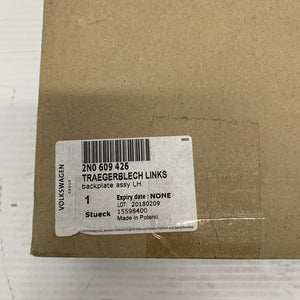 VOLKSWAGEN
2N0 609 426
TRAEGERBLECH LINKS
backplate assy LH
1
Stueck
Expiry date : NONE
LOT: 20180209
15598400
Made in Poland